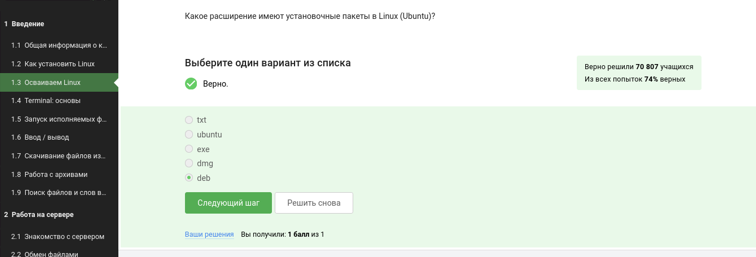 1 Введение
1.1 Общая информация о к...
1.2 Как установить Linux
1.3 Осваиваем Linux
1.4 Terminal: основы
1.5 Запуск исполняемых ф...
1.6 Ввод / вывод
1.7 Скачивание файлов из...
1.8 Работа с архивами
1.9 Поиск файлов и слов в...
2 Работа на сервере
2.1 Знакомство с сервером
2.2 Обмен файлами
Какое расширение имеют установочные пакеты в Linux (Ubuntu)?
Выберите один вариант из списка
Верно.
Верно решили 70 807 учащихся
Из всех попыток 74% верных
txt
ubuntu
exe
dmg
deb
Следующий шаг
Решить снова
Ваши решения Вы получили: 1 балл из 1